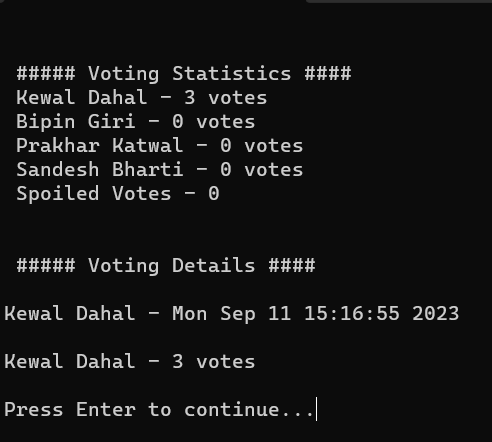 ##### Voting Statistics ####
Kewal Dahal - 3 votes
Bipin Giri - 0 votes
Prakhar Katwal - 0 votes
Sandesh Bharti - 0 votes
Spoiled Votes - 0
##### Voting Details ####
Kewal Dahal - Mon Sep 11 15:16:55 2023
Kewal Dahal - 3 votes
Press Enter to continue...